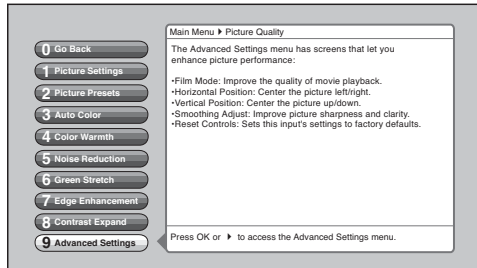 Main Menu ▶ Picture Quality
0 Go Back
1 Picture Settings
2 Picture Presets
3 Auto Color
4 Color Warmth
5 Noise Reduction
6 Green Stretch
7 Edge Enhancement
8 Contrast Expand
9 Advanced Settings
The Advanced Settings menu has screens that let you
enhance picture performance:
•Film Mode: Improve the quality of movie playback.
•Horizontal Position: Center the picture left/right.
•Vertical Position: Center the picture up/down.
•Smoothing Adjust: Improve picture sharpness and clarity.
•Reset Controls: Sets this input's settings to factory defaults.
Press OK or ▶ to access the Advanced Settings menu.